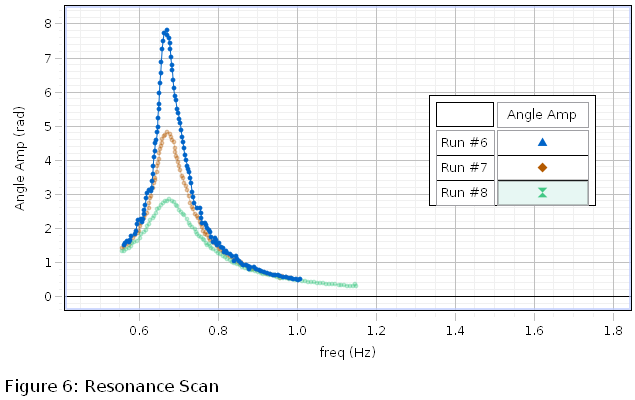 8
7
6
5
4
3
2
1
0
Angle Amp (rad)
0.6 0.8 1.0 1.2 1.4 1.6 1.8
freq (Hz)
Angle Amp
Run #6
Run #7
Run #8
Figure 6: Resonance Scan